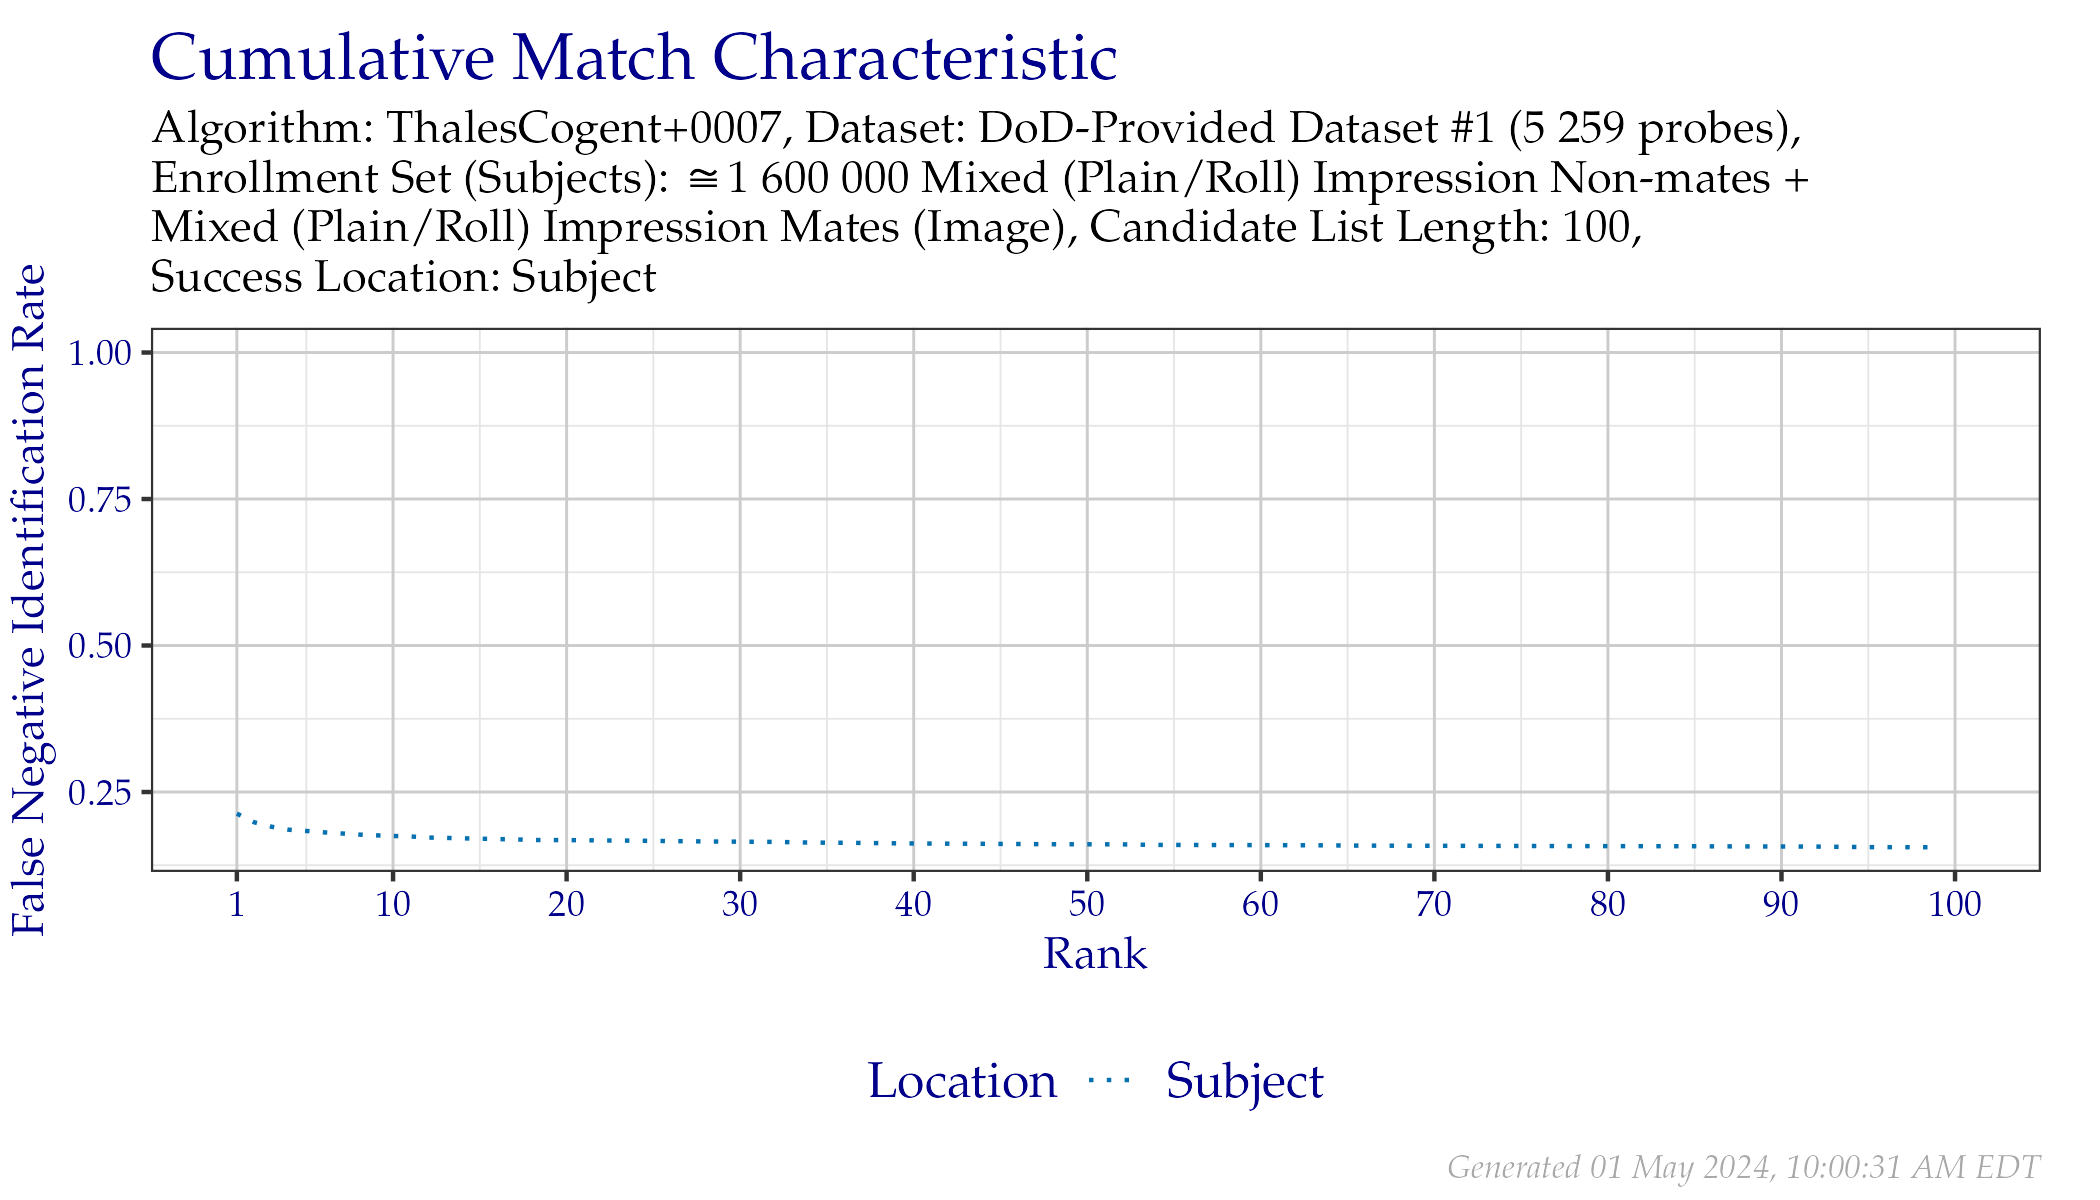 Cumulative Match Characteristic
Algorithm: ThalesCogent+0007, Dataset: DoD-Provided Dataset #1 (5 259 probes),
Enrollment Set (Subjects): ≅1 600 000 Mixed (Plain/Roll) Impression Non-mates +
Mixed (Plain/Roll) Impression Mates (Image), Candidate List Length: 100,
Success Location: Subject
False Negative Identification Rate
1.00
0.75
0.50
0.25
1 10 20 30 40 50 60 70 80 90 100
Rank
Location Subject
Generated 01 May 2024, 10:00:31 AM EDT